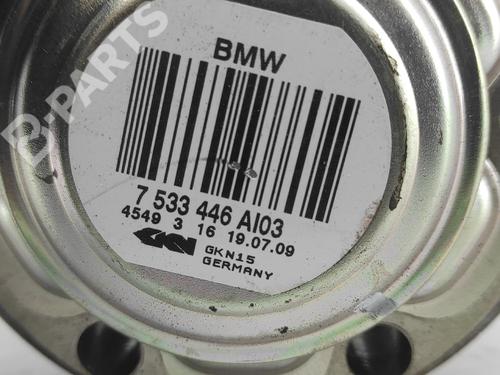 B-PARTS
BMW
7 533 446 AI03
4549 3 16 19.07.09
GKN
GKN15
GERMANY